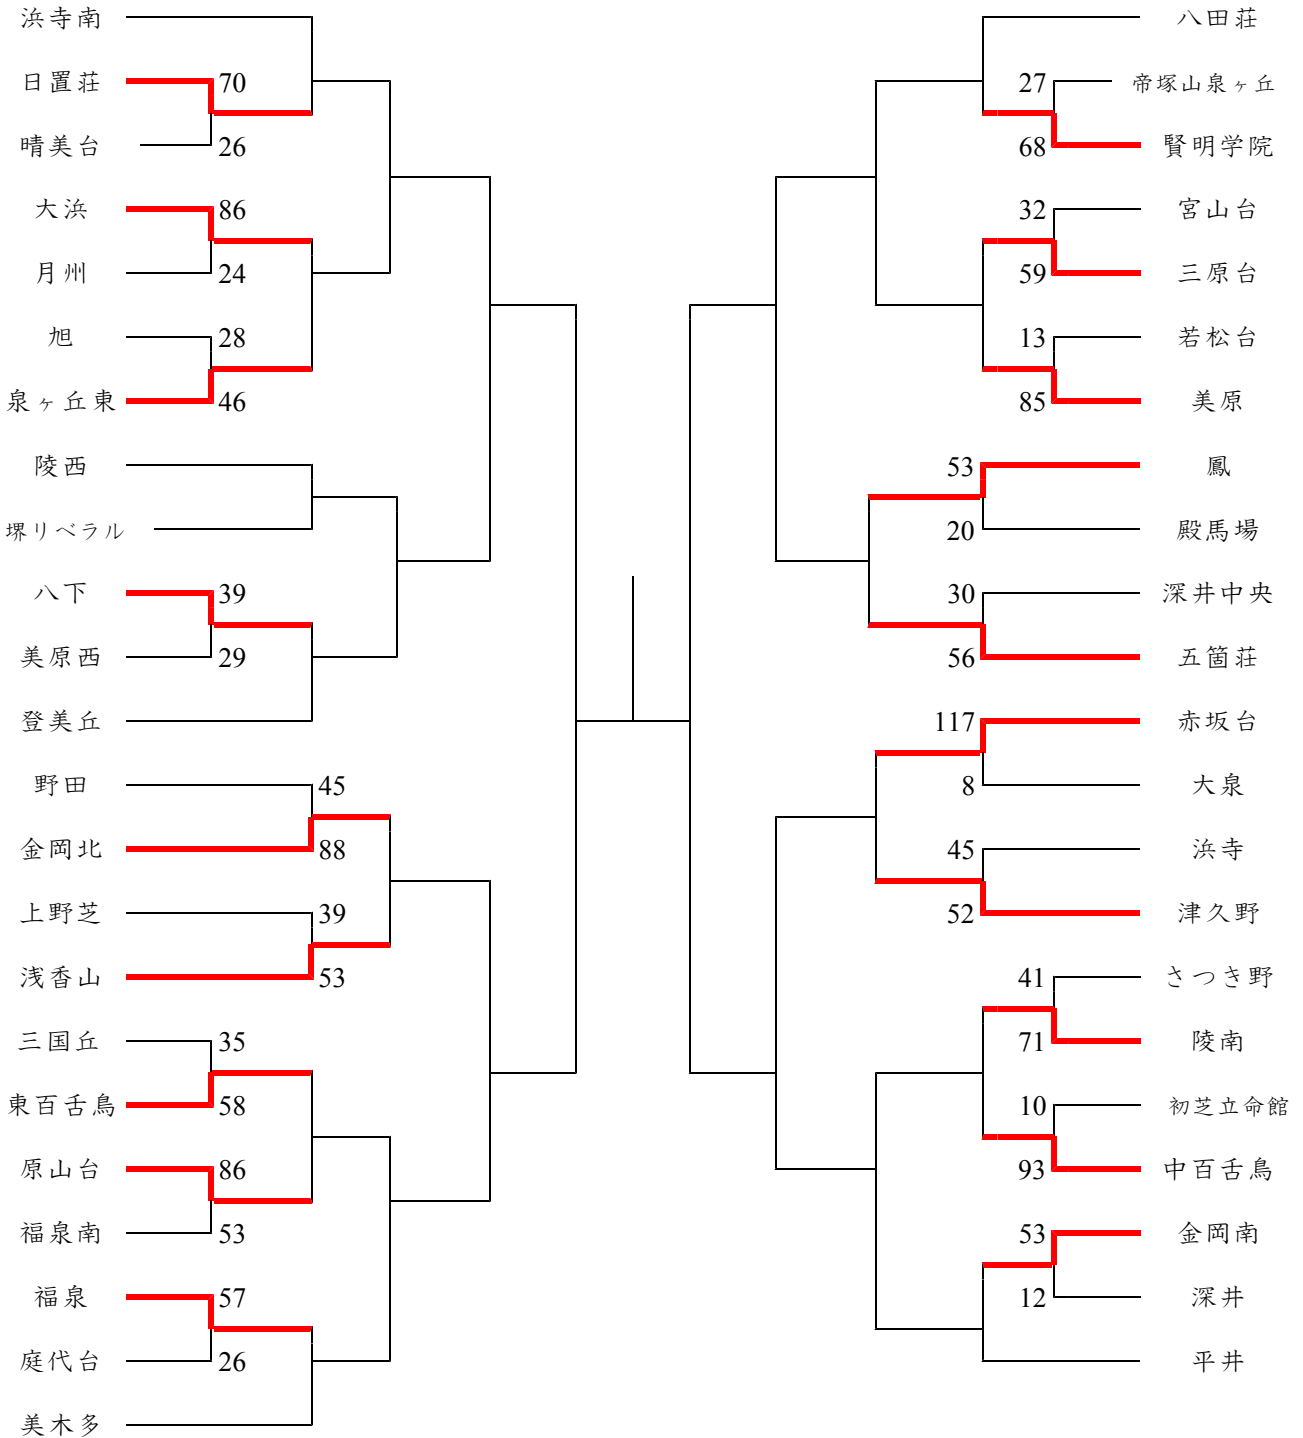 浜寺南
日置荘 70
晴美台 26
大浜 86
月州 24
旭 28
泉ヶ丘東 46
陵西
堺リベラル
八下 39
美原西 29
登美丘
野田 45
金岡北 88
上野芝 39
浅香山 53
三国丘 35
東百舌鳥 58
原山台 86
福泉南 53
福泉 57
庭代台 26
美木多
八田荘
27 帝塚山泉ヶ丘
68 賢明学院
32 宮山台
59 三原台
13 若松台
85 美原
53 鳳
20 殿馬場
30 深井中央
56 五箇荘
117 赤坂台
8 大泉
45 浜寺
52 津久野
41 さつき野
71 陵南
10 初芝立命館
93 中百舌鳥
53 金岡南
12 深井
平井